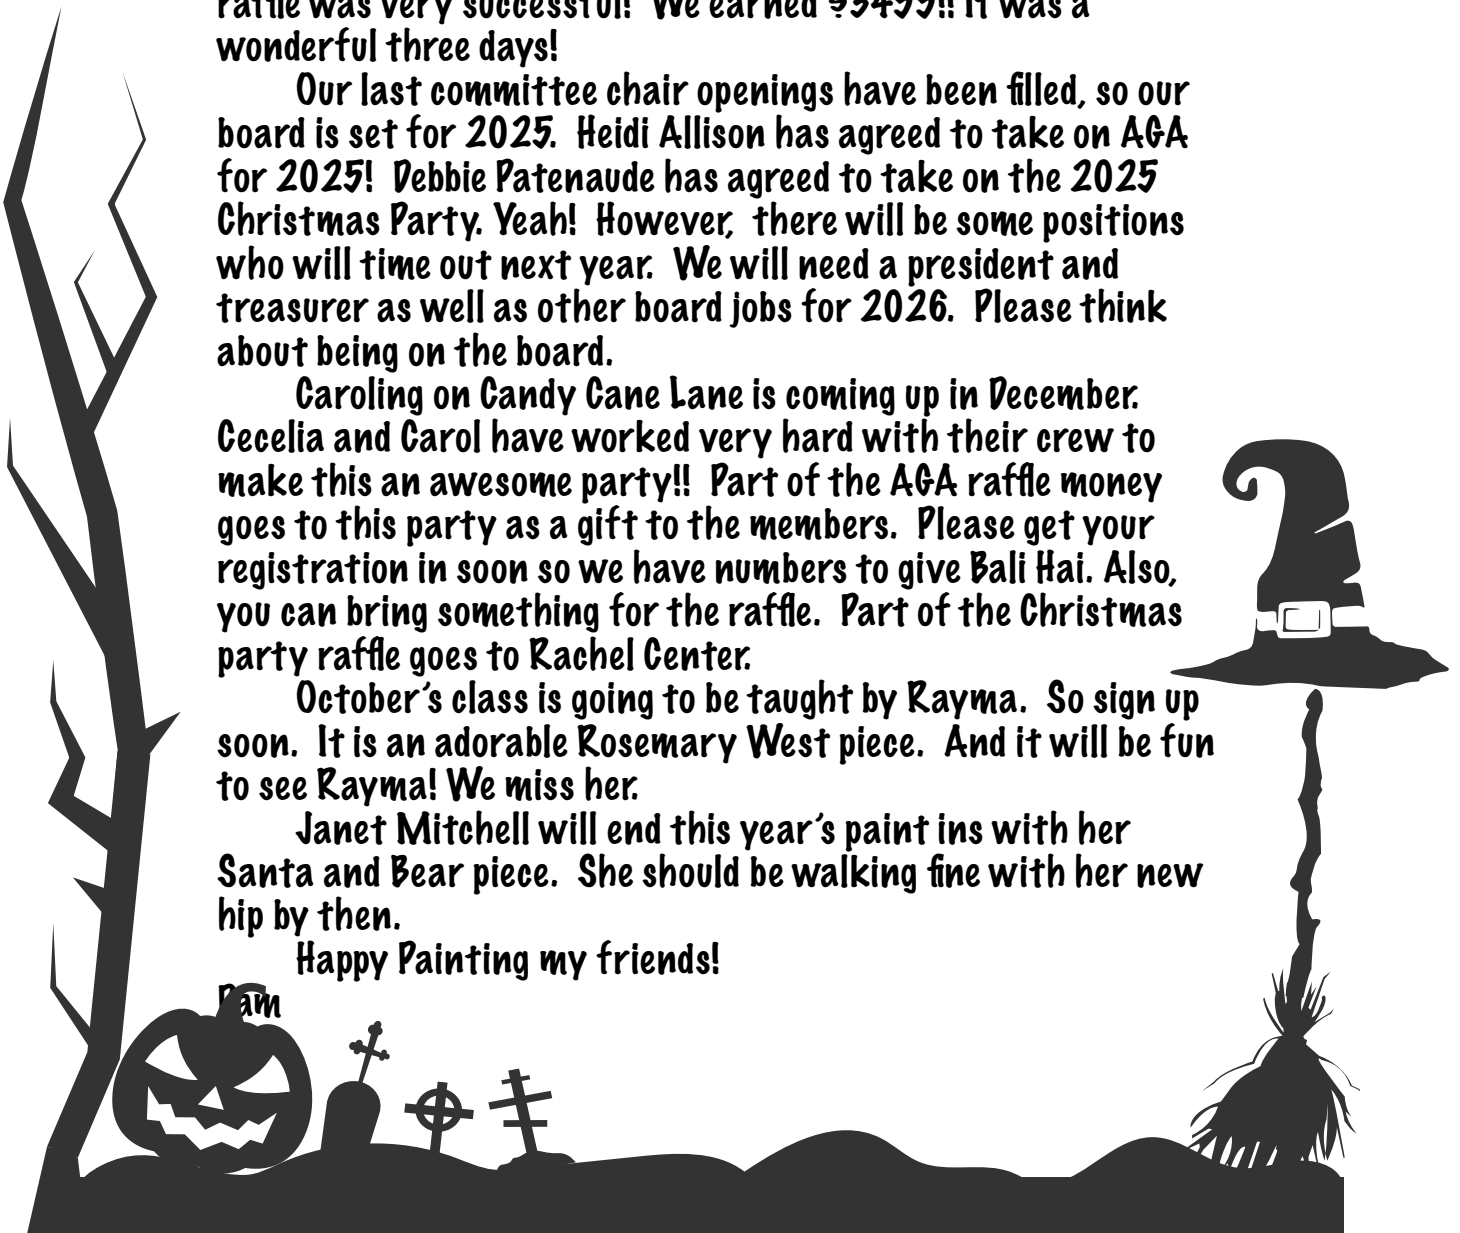 raffle was very successful! We earned $3499!! It was a
wonderful three days!
Our last committee chair openings have been filled, so our
board is set for 2025. Heidi Allison has agreed to take on AGA
for 2025! Debbie Patenaude has agreed to take on the 2025
Christmas Party. Yeah! However, there will be some positions
who will time out next year. We will need a president and
treasurer as well as other board jobs for 2026. Please think
about being on the board.
Caroling on Candy Cane Lane is coming up in December.
Cecelia and Carol have worked very hard with their crew to
make this an awesome party!! Part of the AGA raffle money
goes to this party as a gift to the members. Please get your
registration in soon so we have numbers to give Bali Hai. Also,
you can bring something for the raffle. Part of the Christmas
party raffle goes to Rachel Center.
October's class is going to be taught by Rayma. So sign up
soon. It is an adorable Rosemary West piece. And it will be fun
to see Rayma! We miss her.
Janet Mitchell will end this year's paint ins with her
Santa and Bear piece. She should be walking fine with her new
hip by then.
Happy Painting my friends!
Pam